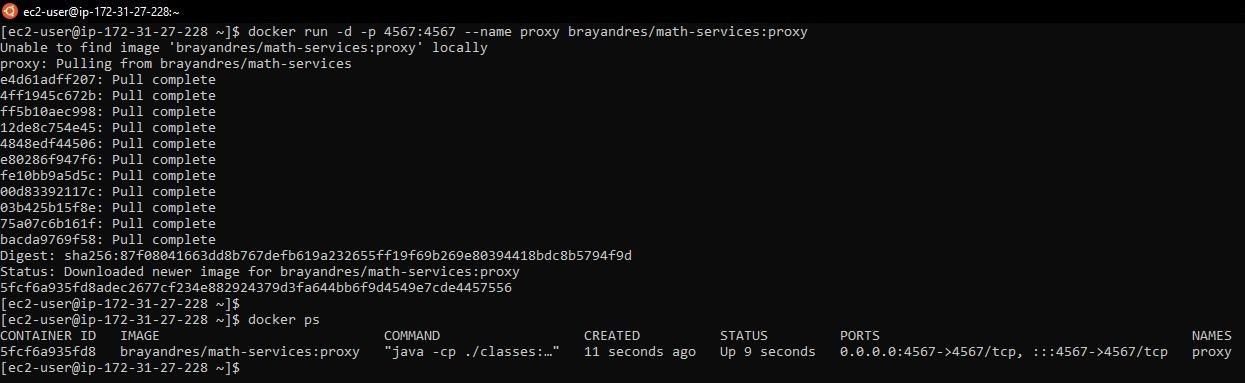 ec2-user@ip-172-31-27-228:~
[ec2-user@ip-172-31-27-228 ~]$ docker run -d -p 4567:4567 --name proxy brayandres/math-services:proxy
Unable to find image 'brayandres/math-services:proxy' locally
proxy: Pulling from brayandres/math-services
e4d61adff207: Pull complete
4ff1945c672b: Pull complete
ff5b10aec998: Pull complete
12de8c754e45: Pull complete
4848edf44506: Pull complete
e80286f947f6: Pull complete
fe10bb9a5d5c: Pull complete
00d83392117c: Pull complete
03b425b15f8e: Pull complete
75a07c6b161f: Pull complete
bacda9769f58: Pull complete
Digest: sha256:87f08041663dd8b767defb619a232655ff19f69b269e80394418bdc8b5794f9d
Status: Downloaded newer image for brayandres/math-services:proxy
5fcf6a935fd8adec2677cf234e882924379d3fa644bb6f9d4549e7cde4457556
[ec2-user@ip-172-31-27-228 ~]$
[ec2-user@ip-172-31-27-228 ~]$ docker ps
CONTAINER ID   IMAGE                            COMMAND                  CREATED          STATUS         PORTS                                       NAMES
5fcf6a935fd8   brayandres/math-services:proxy   "java -cp ./classes:…"   11 seconds ago   Up 9 seconds   0.0.0.0:4567->4567/tcp, :::4567->4567/tcp   proxy
[ec2-user@ip-172-31-27-228 ~]$